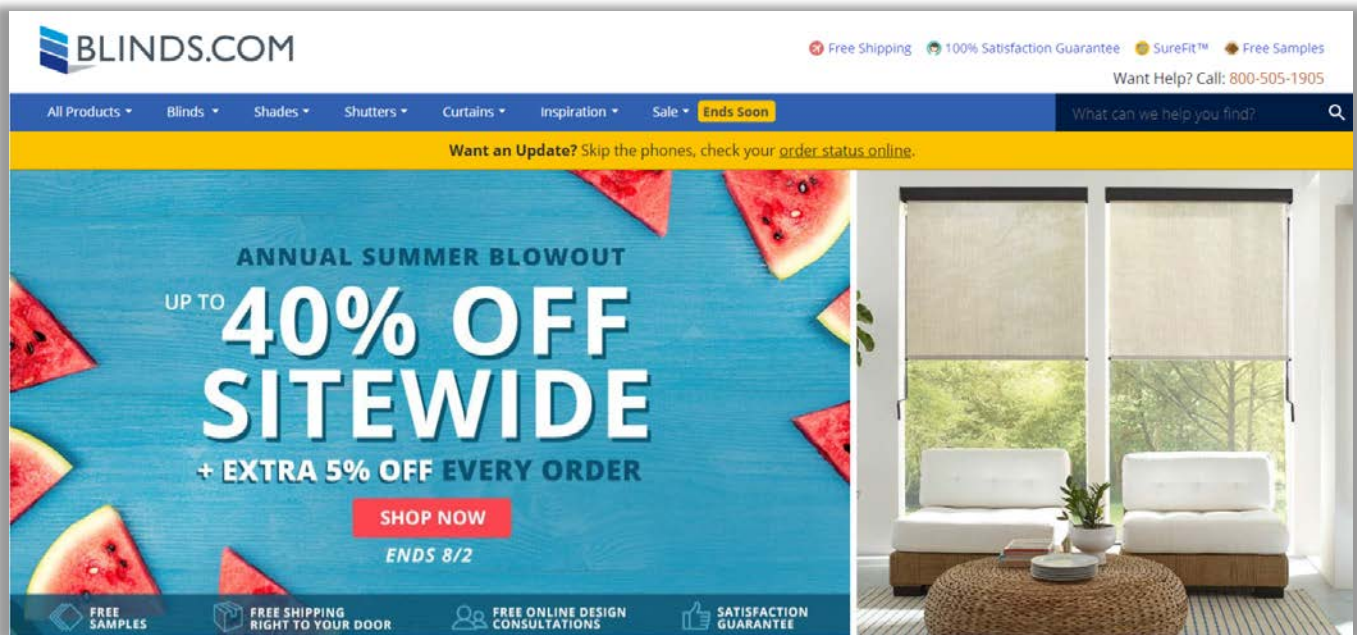 BLINDS.COM
Free Shipping 100% Satisfaction Guarantee SureFit™ Free Samples
Want Help? Call: 800-505-1905
All Products Blinds Shades Shutters Curtains Inspiration Sale Ends Soon What can we help you find?
Want an Update? Skip the phones, check your order status online.
ANNUAL SUMMER BLOWOUT
UP TO 40% OFF
SITEWIDE
+ EXTRA 5% OFF EVERY ORDER
SHOP NOW
ENDS 8/2
FREE SAMPLES
FREE SHIPPING RIGHT TO YOUR DOOR
FREE ONLINE DESIGN CONSULTATIONS
SATISFACTION GUARANTEE